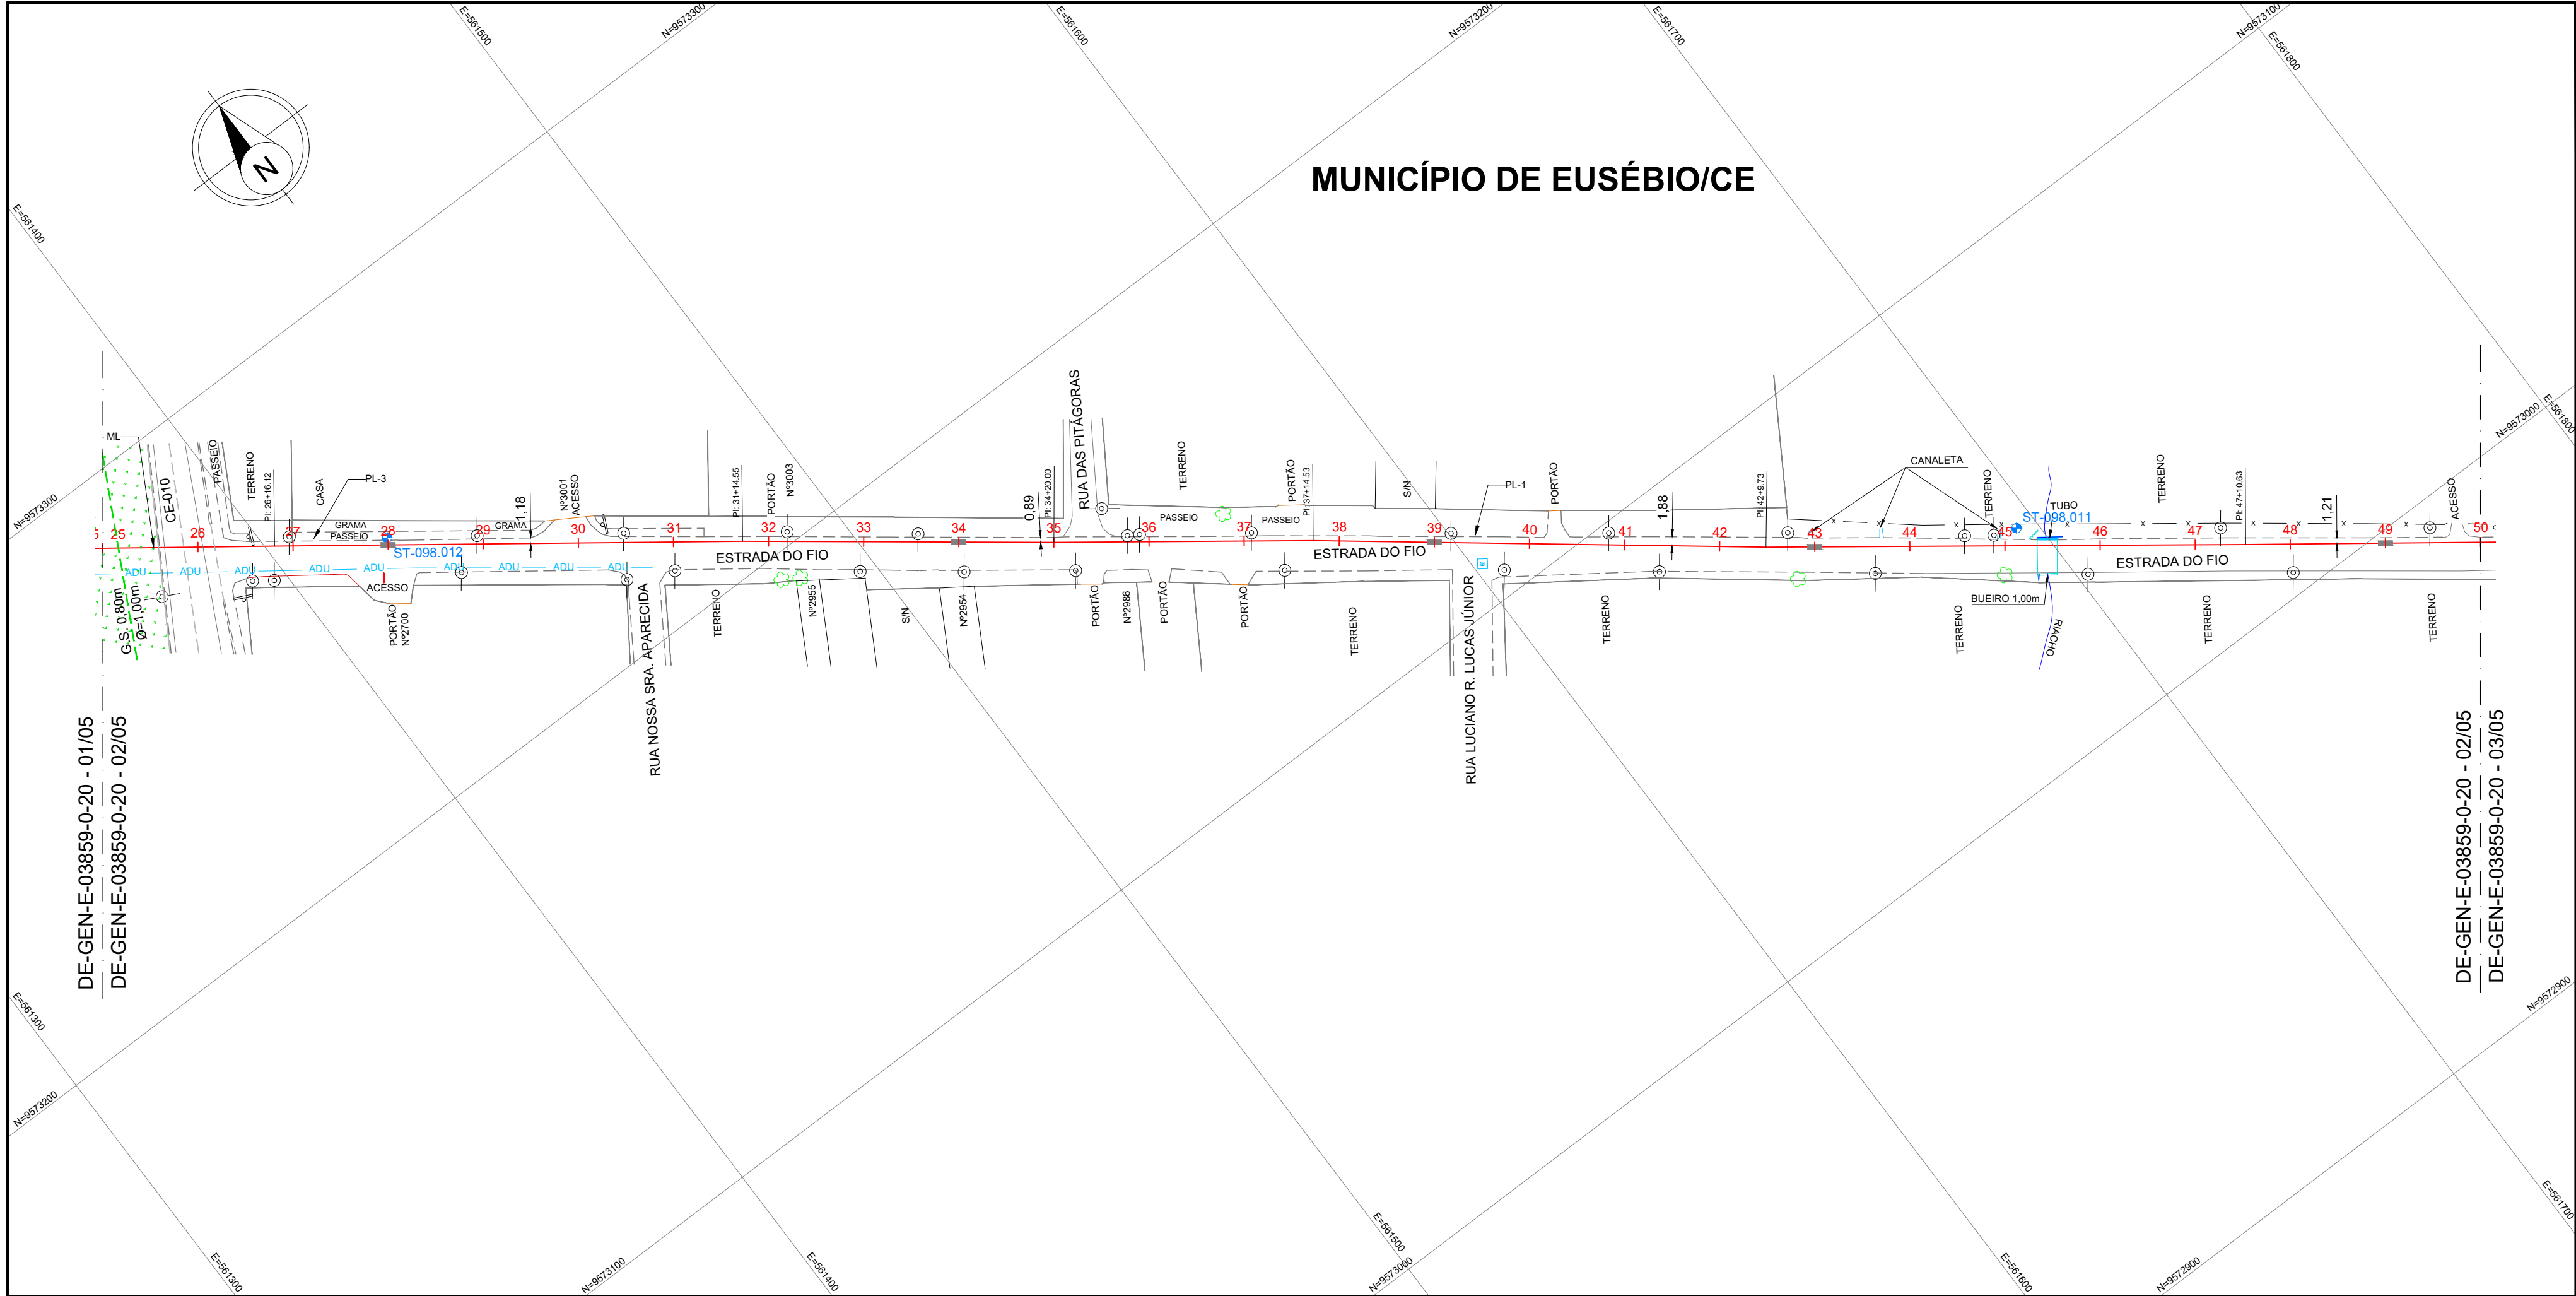 E=561500
N=9573300
E=561600
N=9573200
E=561700
N=9573100
E=561800
E=561400
N
MUNICÍPIO DE EUSÉBIO/CE
N=9573300
N=9573000
E=561800
ML
CE-010
PASSEIO
TERRENO
PI: 26+16.12
CASA
PL-3
GRAMA
PASSEIO
GRAMA
1,18
Nº3001
ACESSO
PI: 31+14.55
PORTÃO
Nº3003
0,89
PI: 34+20.00
RUA DAS PITÁGORAS
TERRENO
PASSEIO
PASSEIO
PORTÃO
PI:37+14.53
S/N
PL-1
PORTÃO
1,88
PI: 42+9.73
CANALETA
TERRENO
ST-098.011
TUBO
TERRENO
PI: 47+10.63
1,21
ACESSO
25 26 27 28 29 30 31 32 33 34 35 36 37 38 39 40 41 42 43 44 45 46 47 48 49 50
ST-098.012
ESTRADA DO FIO
ESTRADA DO FIO
ESTRADA DO FIO
ADU ADU ADU ADU ADU ADU ADU ADU ADU
G.S. 0.80m
Ø=1,00m
ACESSO
PORTÃO
Nº2700
RUA NOSSA SRA. APARECIDA
TERRENO
Nº2955
S/N
Nº2954
PORTÃO
Nº2986
PORTÃO
PORTÃO
TERRENO
RUA LUCIANO R. LUCAS JÚNIOR
TERRENO
TERRENO
BUEIRO 1,00m
RIACHO
TERRENO
TERRENO
DE-GEN-E-03859-0-20 - 01/05
DE-GEN-E-03859-0-20 - 02/05
DE-GEN-E-03859-0-20 - 02/05
DE-GEN-E-03859-0-20 - 03/05
E=561300
N=9573200
E=561300
N=9573100
E=561400
N=9573000
E=561500
E=561600
N=9572900
N=9572900
E=561700